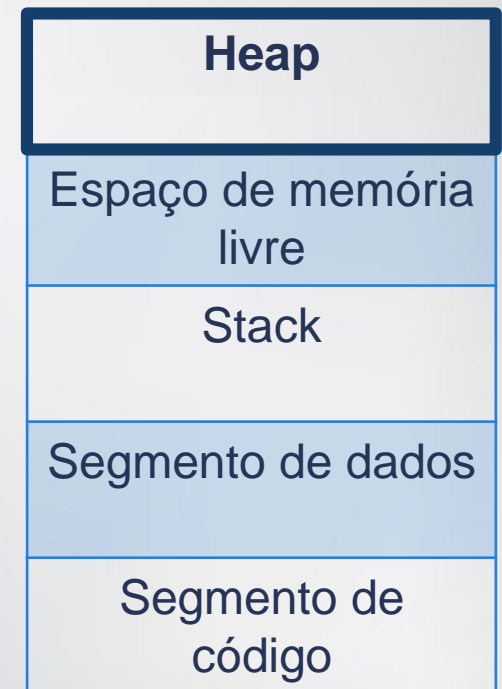 Heap
Espaço de memória
livre
Stack
Segmento de dados
Segmento de
código